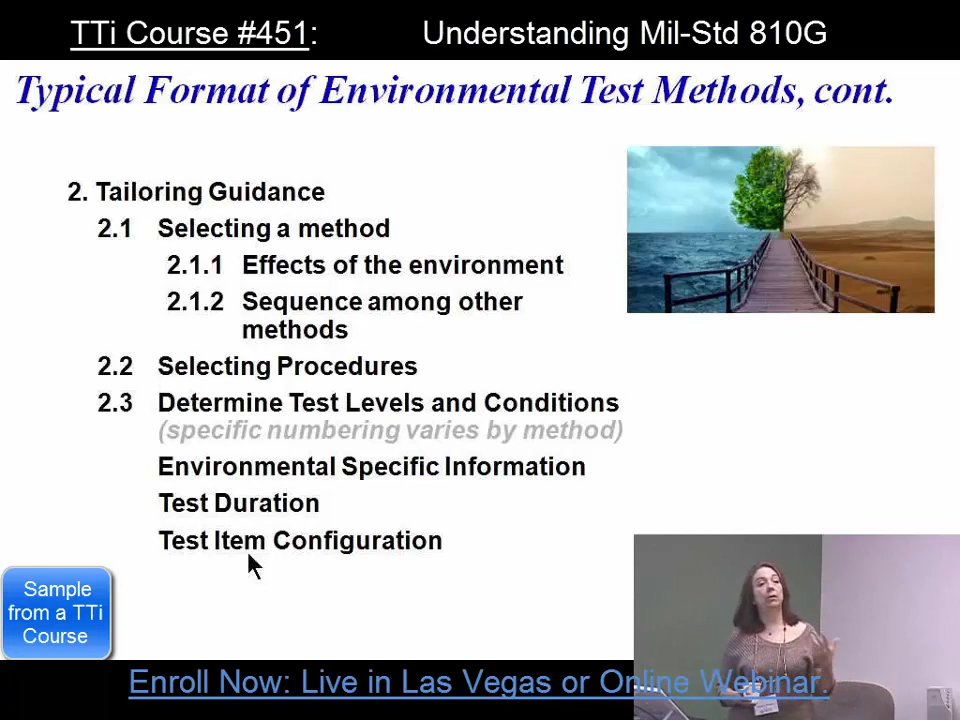 TTi Course #451: Understanding Mil-Std 810G
Typical Format of Environmental Test Methods, cont.
2. Tailoring Guidance
2.1 Selecting a method
2.1.1 Effects of the environment
2.1.2 Sequence among other
methods
2.2 Selecting Procedures
2.3 Determine Test Levels and Conditions
(specific numbering varies by method)
Environmental Specific Information
Test Duration
Test Item Configuration
Sample
from a TTi
Course
Enroll Now: Live in Las Vegas or Online Webinar.